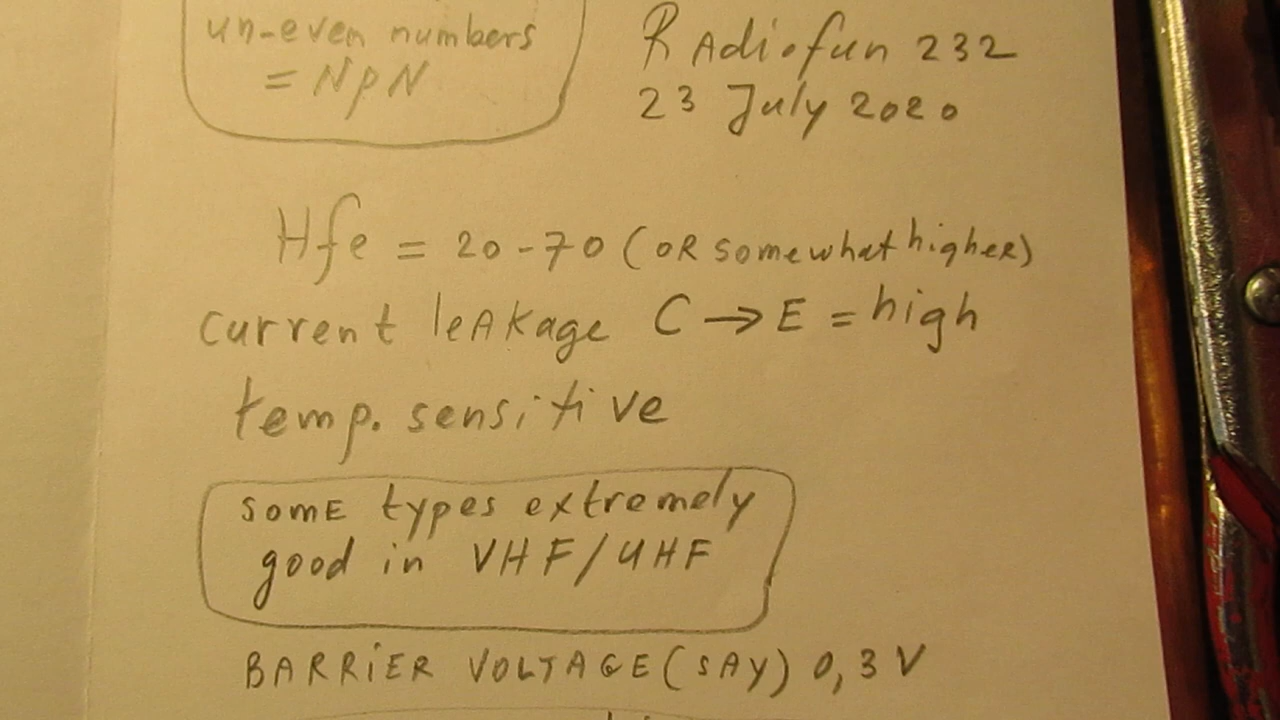 un-even numbers
= NPN
RAdiofun 232
23 July 2020
Hfe = 20-70 (OR somewhat higher)
current leAkage C → E = high
temp. sensitive
somE types extremely
good in VHF/UHF
BARRiER VOLTAGE (SAY) 0,3 V